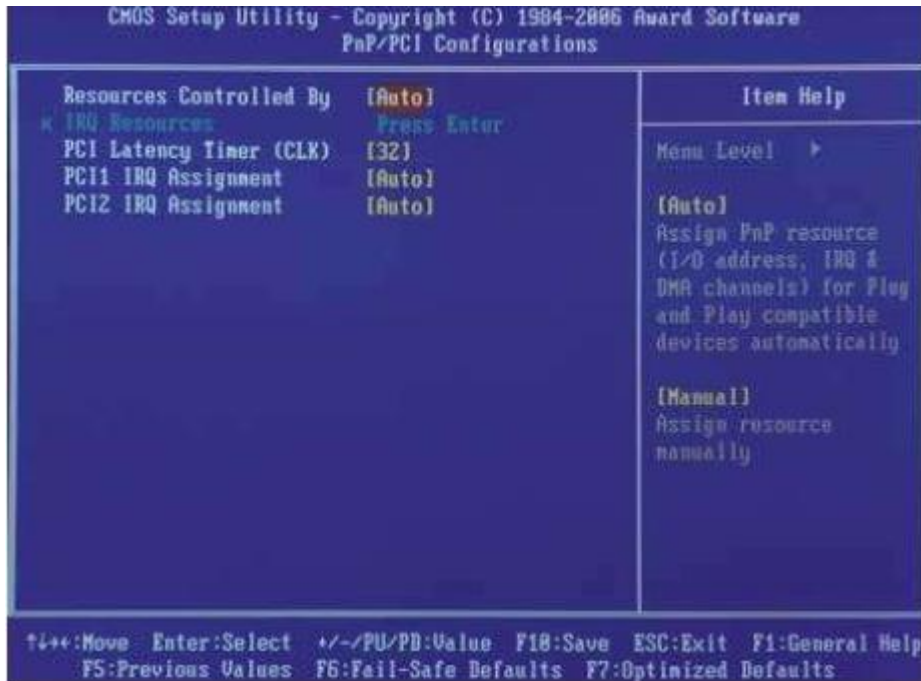 CMOS Setup Utility - Copyright (C) 1984-2006 Award Software
PnP/PCI Configurations
Resources Controlled By [Auto]
x IRQ Resources Press Enter
PCI Latency Timer (CLK) [32]
PCI1 IRQ Assignment [Auto]
PCI2 IRQ Assignment [Auto]
Item Help
Menu Level ▶
[Auto]
Assign PnP resource
(I/O address, IRQ &
DMA channels) for Plug
and Play compatible
devices automatically
[Manual]
Assign resource
manually
↑↓→←:Move Enter:Select +/-/PU/PD:Value F10:Save ESC:Exit F1:General Help
F5:Previous Values F6:Fail-Safe Defaults F7:Optimized Defaults